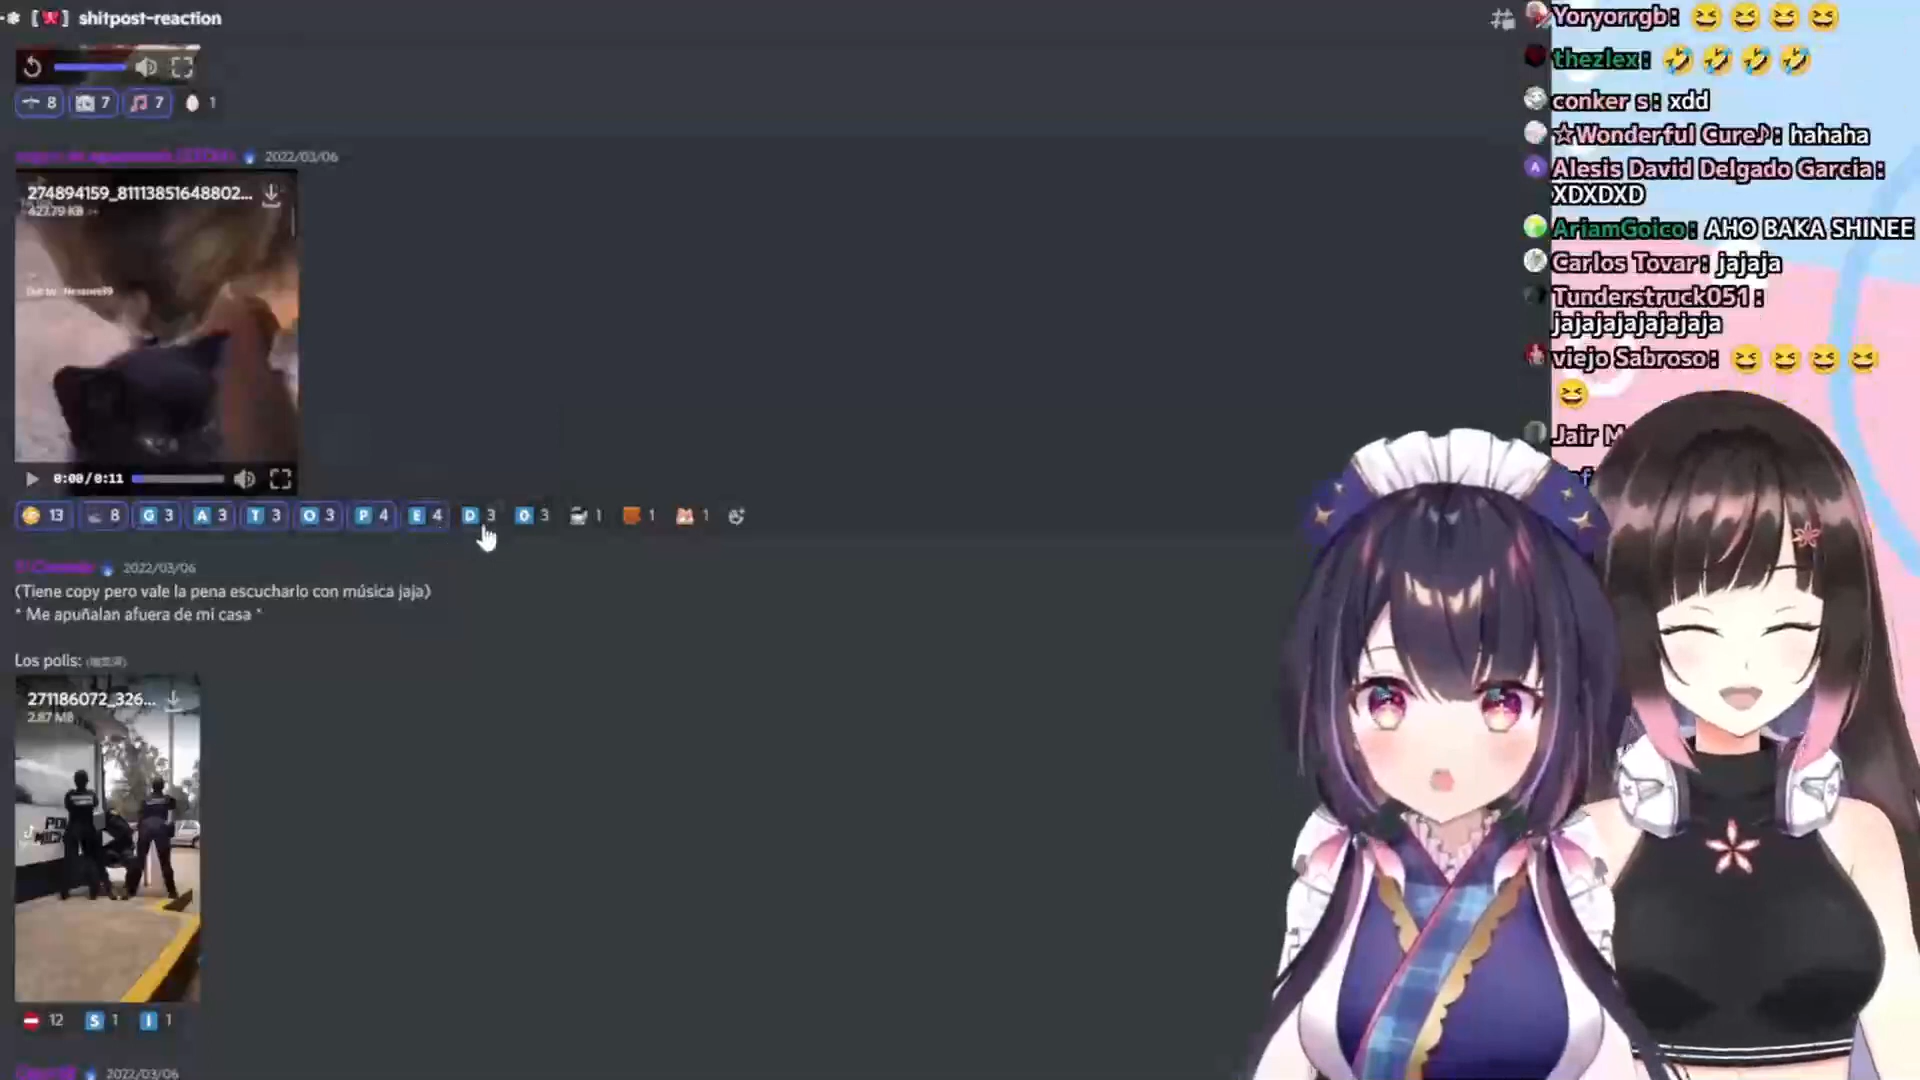 shitpost-reaction
8 7 7 1
2022/03/06
274894159_81113851648802...
427.79 KB
0:00/0:11
13 8 G 3 A 3 T 3 O 3 P 4 E 4 D 3 O 3 1 1 1
2022/03/06
(Tiene copy pero vale la pena escucharlo con música jaja)
* Me apuñalan afuera de mi casa *
Los polis:
271186072_326...
2.87 MB
12 S 1 I 1
2022/03/06
Yoryorrgb: 😆😆😆😆
thezlex: 🤣🤣🤣🤣
conker s: xdd
☆Wonderful Cure♪: hahaha
Alesis David Delgado Garcia:
XDXDXD
AriamGoico: AHO BAKA SHINEE
Carlos Tovar: jajaja
Tunderstruck051:
jajajajajajajaja
viejo Sabroso: 😆😆😆😆
😆
Jair M